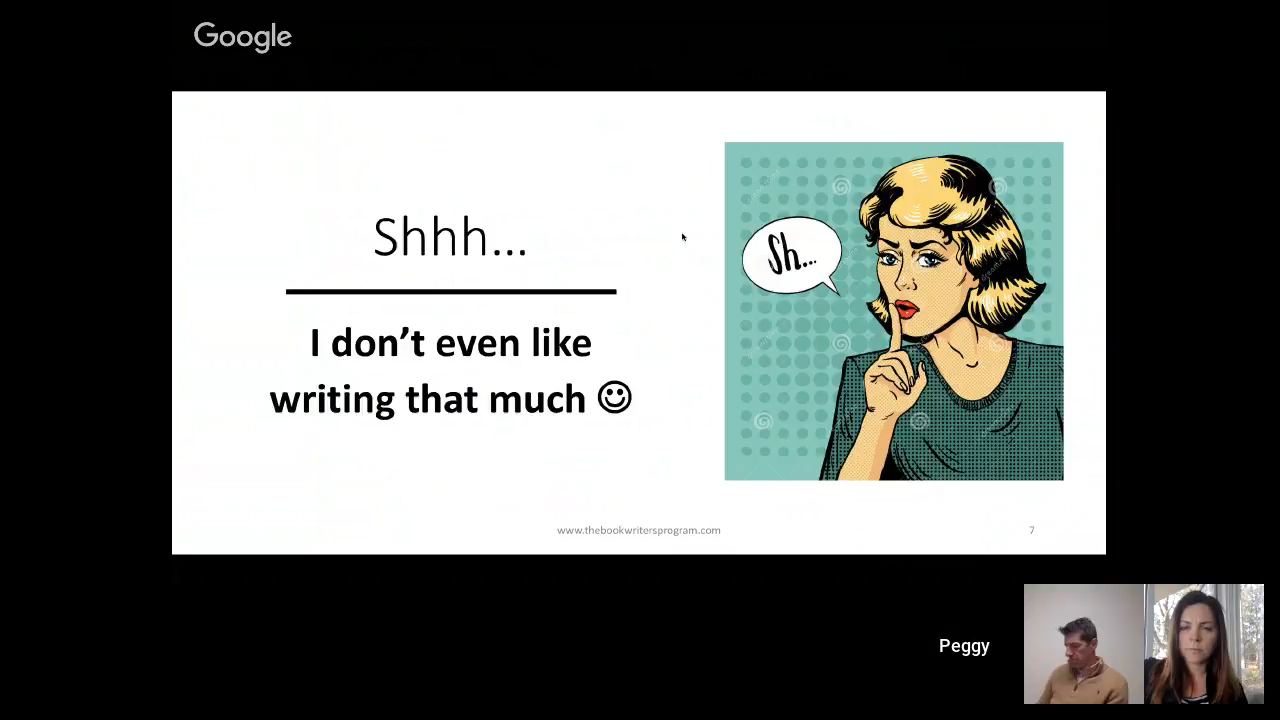 Google
Shhh...
Sh...
I don’t even like
writing that much ☺
www.thebookwritersprogram.com
7
Peggy